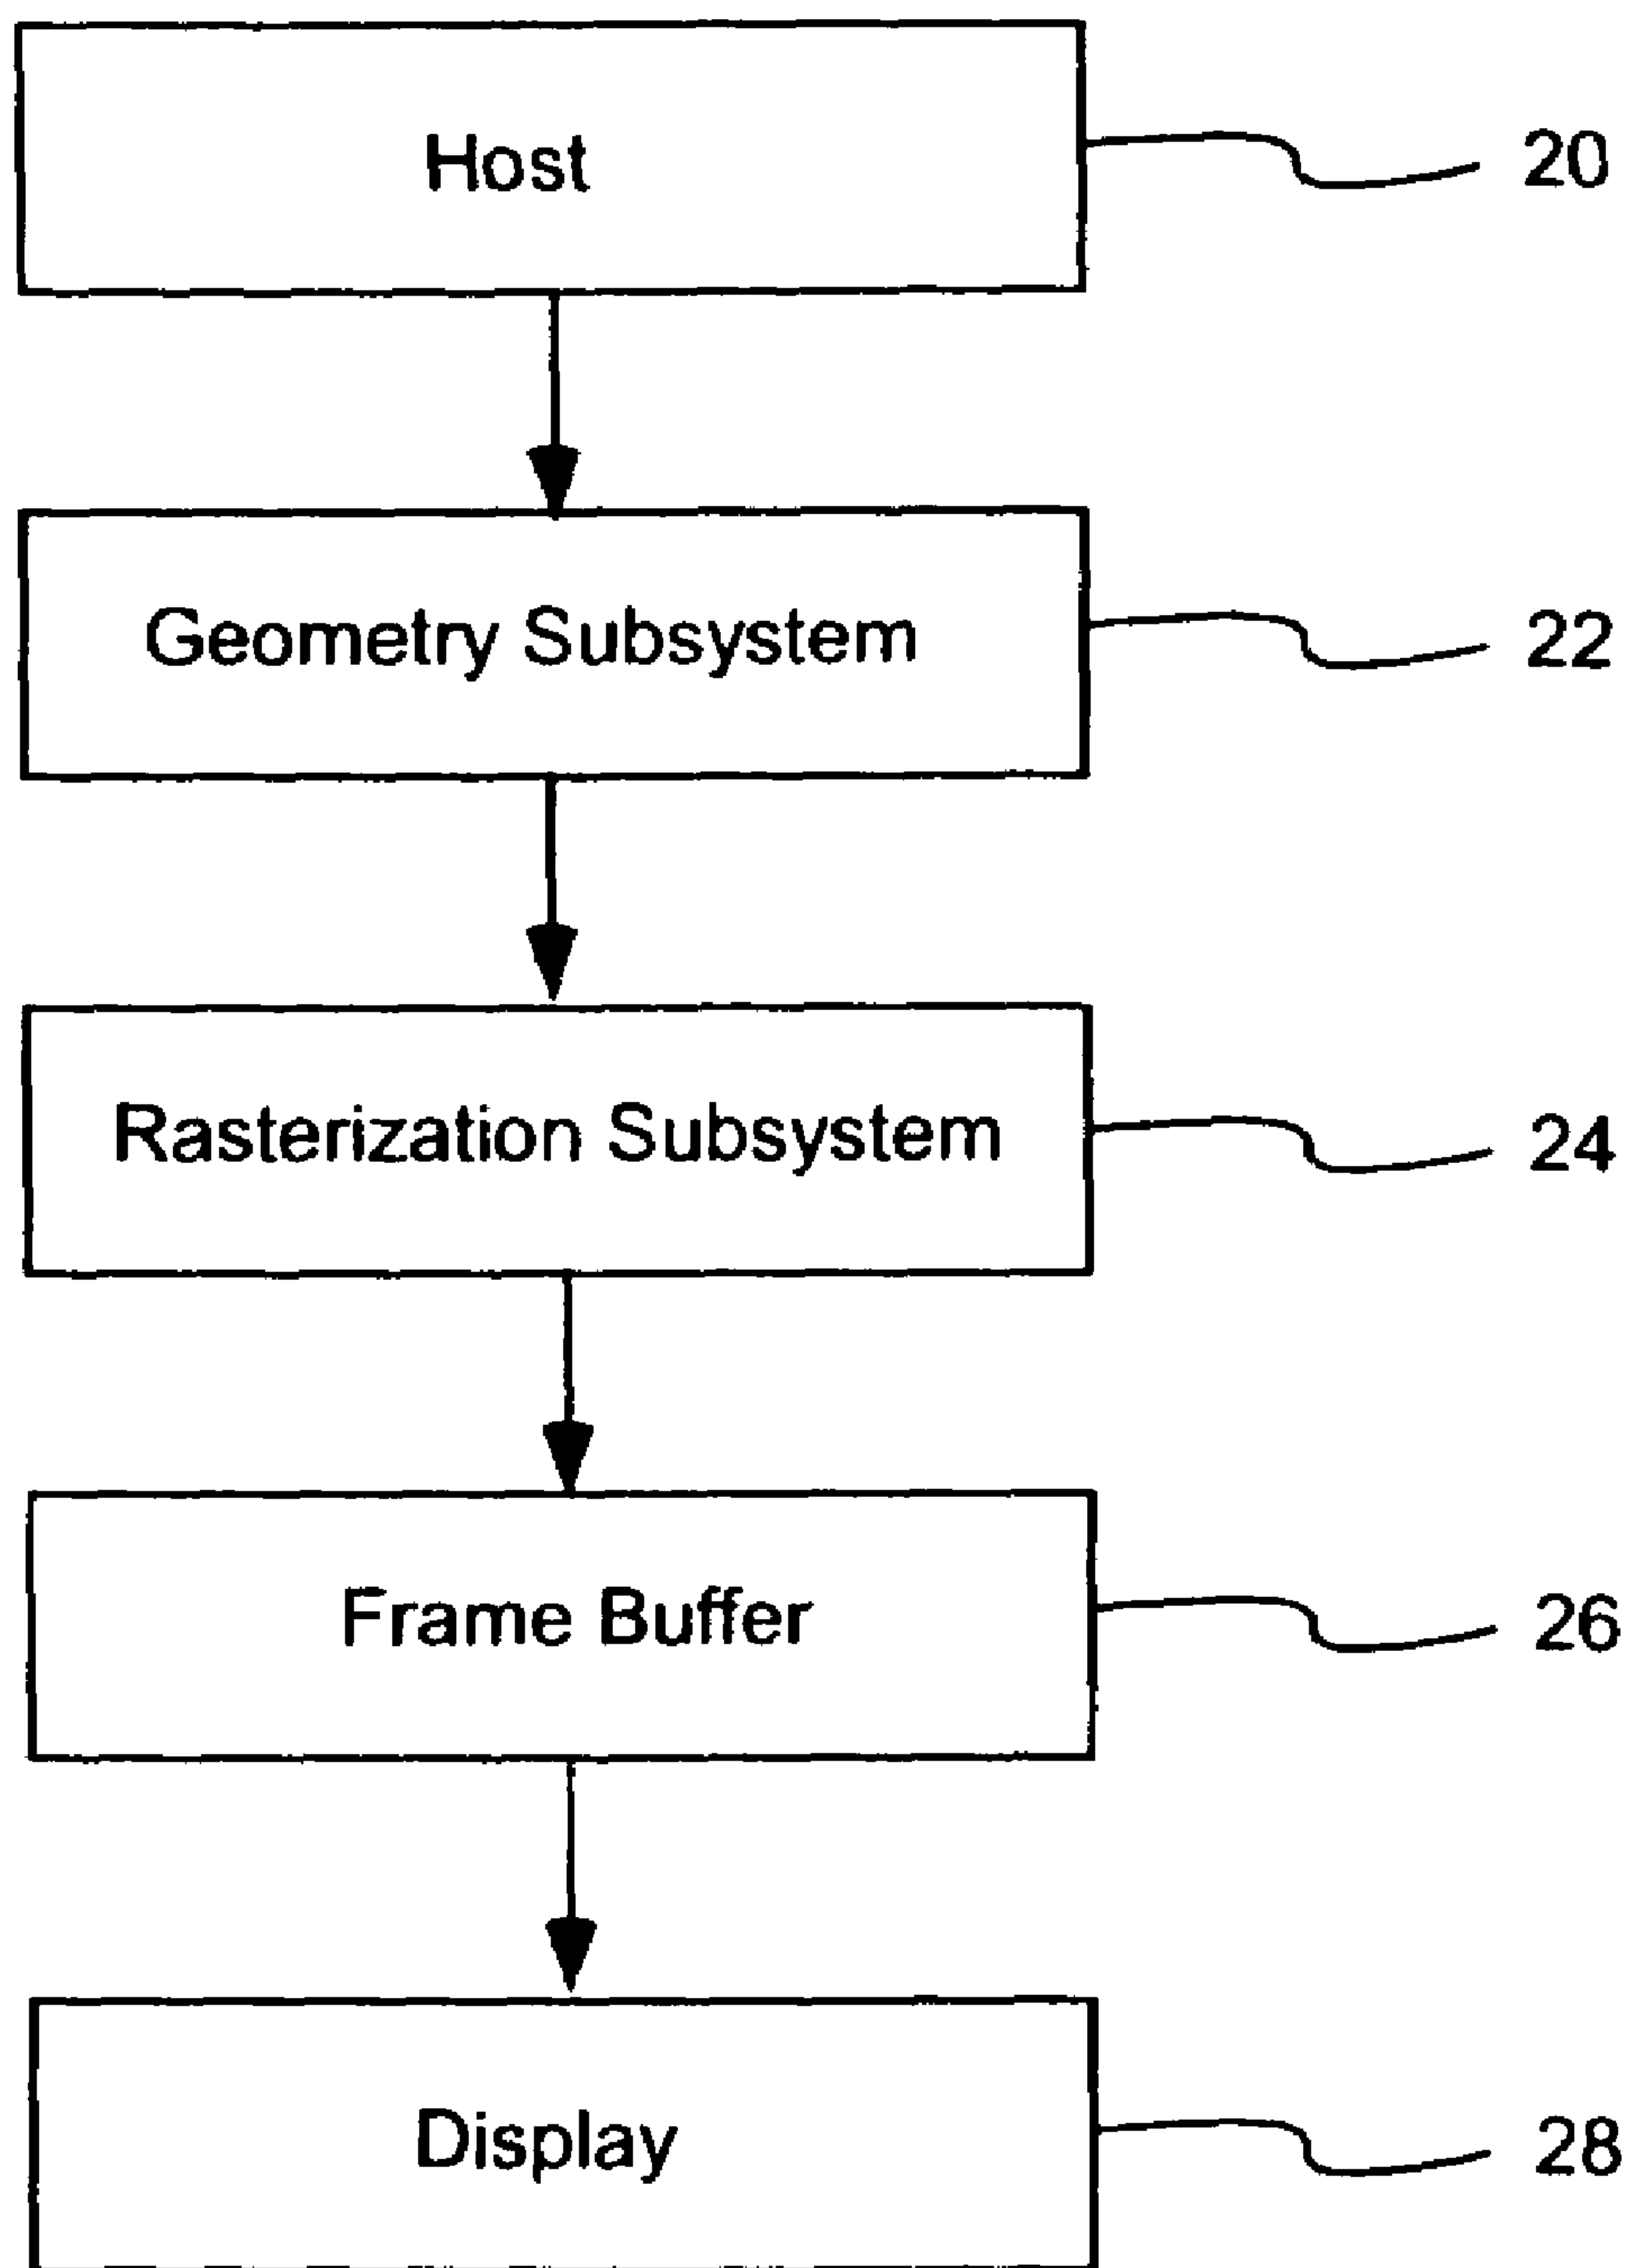 Host
20
Geometry Subsystem
22
Rasterization Subsystem
24
Frame Buffer
26
Display
28